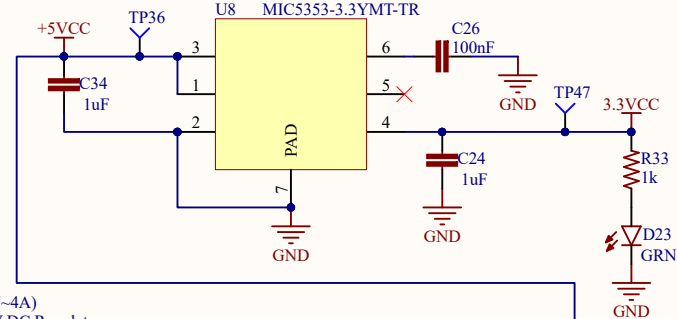 U8 MIC5353-3.3YMT-TR
+5VCC
TP36
C34
1uF
3
1
2
PAD
7
GND
6
5
4
C26
100nF
GND
TP47
3.3VCC
C24
1uF
GND
R33
1k
D23
GRN
GND
~4A)